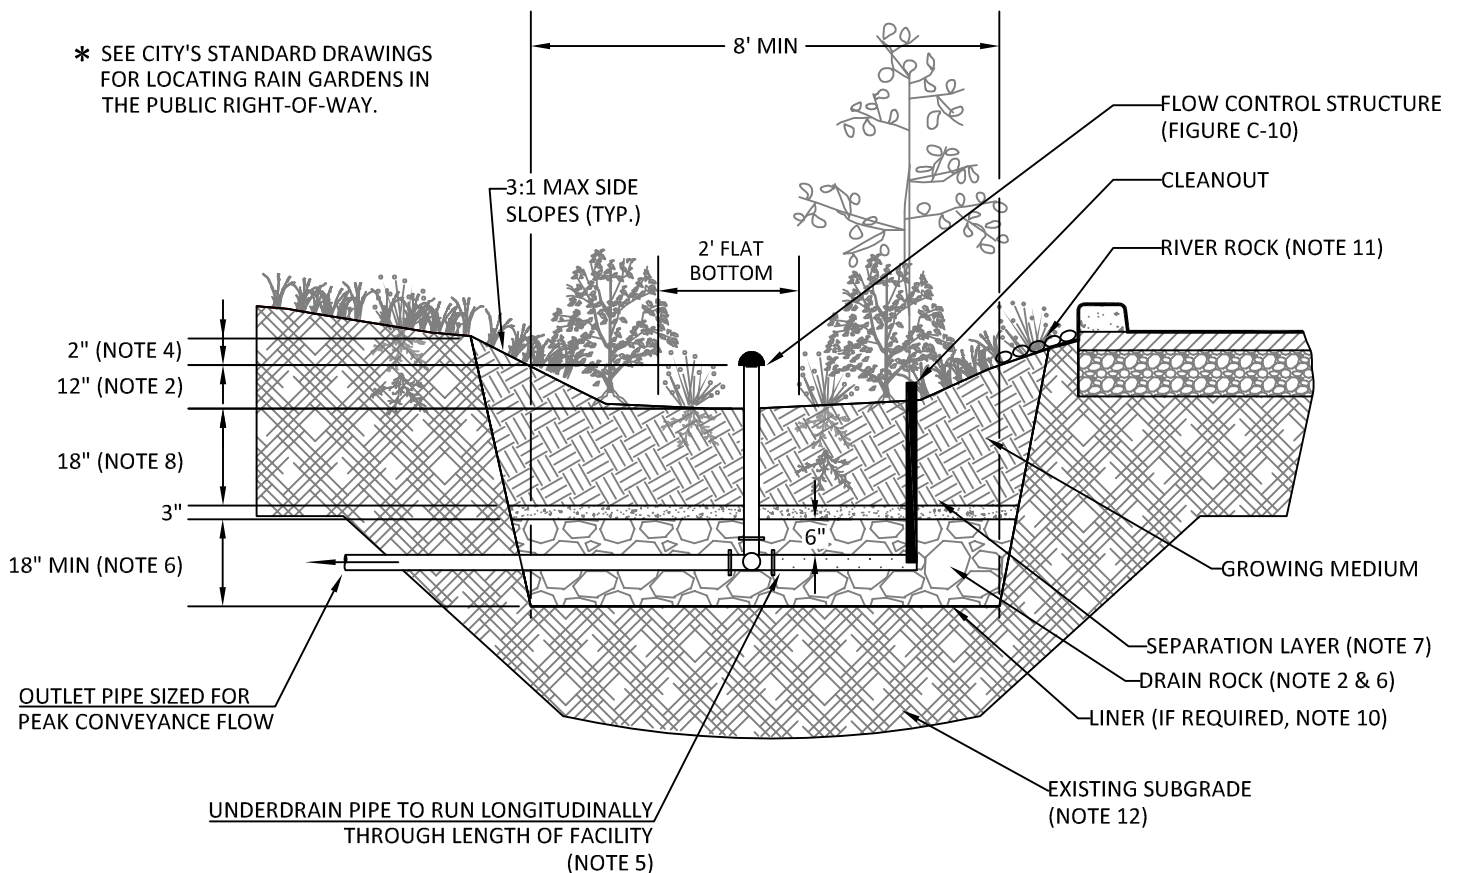 * SEE CITY'S STANDARD DRAWINGS
FOR LOCATING RAIN GARDENS IN
THE PUBLIC RIGHT-OF-WAY.
8' MIN
FLOW CONTROL STRUCTURE
(FIGURE C-10)
CLEANOUT
3:1 MAX SIDE
SLOPES (TYP.)
2' FLAT
BOTTOM
RIVER ROCK (NOTE 11)
2" (NOTE 4)
12" (NOTE 2)
18" (NOTE 8)
3"
6"
18" MIN (NOTE 6)
GROWING MEDIUM
SEPARATION LAYER (NOTE 7)
DRAIN ROCK (NOTE 2 & 6)
LINER (IF REQUIRED, NOTE 10)
OUTLET PIPE SIZED FOR
PEAK CONVEYANCE FLOW
EXISTING SUBGRADE
(NOTE 12)
UNDERDRAIN PIPE TO RUN LONGITUDINALLY
THROUGH LENGTH OF FACILITY
(NOTE 5)